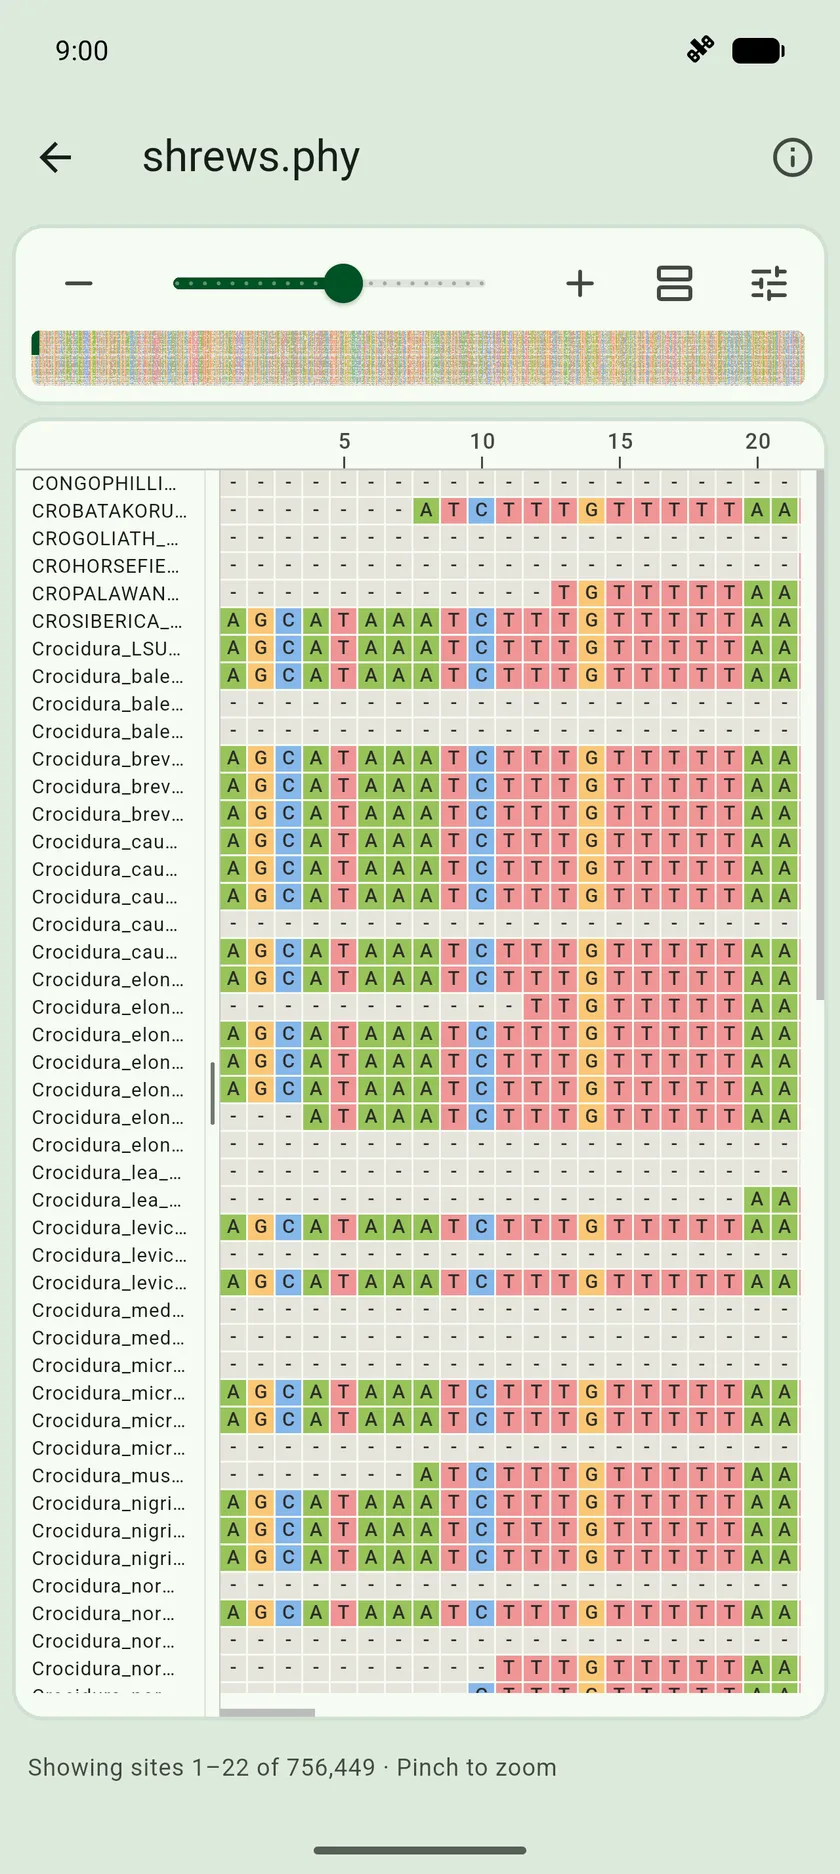 9:00
shrews.phy
5 10 15 20
CONGOPHILLI… - - - - - - - - - - - - - - - - - - - - -
CROBATAKORU… - - - - - - - A T C T T T G T T T T T A A
CROGOLIATH_… - - - - - - - - - - - - - - - - - - - - -
CROHORSEFIE… - - - - - - - - - - - - - - - - - - - - -
CROPALAWAN… - - - - - - - - - - - - T G T T T T T A A
CROSIBERICA_… A G C A T A A A T C T T T G T T T T T A A
Crocidura_LSU… A G C A T A A A T C T T T G T T T T T A A
Crocidura_bale… A G C A T A A A T C T T T G T T T T T A A
Crocidura_bale… - - - - - - - - - - - - - - - - - - - - -
Crocidura_bale… - - - - - - - - - - - - - - - - - - - - -
Crocidura_brev… A G C A T A A A T C T T T G T T T T T A A
Crocidura_brev… A G C A T A A A T C T T T G T T T T T A A
Crocidura_brev… A G C A T A A A T C T T T G T T T T T A A
Crocidura_cau… A G C A T A A A T C T T T G T T T T T A A
Crocidura_cau… A G C A T A A A T C T T T G T T T T T A A
Crocidura_cau… A G C A T A A A T C T T T G T T T T T A A
Crocidura_cau… - - - - - - - - - - - - - - - - - - - - -
Crocidura_cau… A G C A T A A A T C T T T G T T T T T A A
Crocidura_elon… A G C A T A A A T C T T T G T T T T T A A
Crocidura_elon… - - - - - - - - - - - T T G T T T T T A A
Crocidura_elon… A G C A T A A A T C T T T G T T T T T A A
Crocidura_elon… A G C A T A A A T C T T T G T T T T T A A
Crocidura_elon… A G C A T A A A T C T T T G T T T T T A A
Crocidura_elon… - - - A T A A A T C T T T G T T T T T A A
Crocidura_elon… - - - - - - - - - - - - - - - - - - - - -
Crocidura_lea_… - - - - - - - - - - - - - - - - - - - - -
Crocidura_lea_… - - - - - - - - - - - - - - - - - - - A A
Crocidura_levic… A G C A T A A A T C T T T G T T T T T A A
Crocidura_levic… - - - - - - - - - - - - - - - - - - - - -
Crocidura_levic… A G C A T A A A T C T T T G T T T T T A A
Crocidura_med… - - - - - - - - - - - - - - - - - - - - -
Crocidura_med… - - - - - - - - - - - - - - - - - - - - -
Crocidura_micr… - - - - - - - - - - - - - - - - - - - - -
Crocidura_micr… A G C A T A A A T C T T T G T T T T T A A
Crocidura_micr… A G C A T A A A T C T T T G T T T T T A A
Crocidura_micr… - - - - - - - - - - - - - - - - - - - - -
Crocidura_mus… - - - - - - - A T C T T T G T T T T T A A
Crocidura_nigri… A G C A T A A A T C T T T G T T T T T A A
Crocidura_nigri… A G C A T A A A T C T T T G T T T T T A A
Crocidura_nigri… A G C A T A A A T C T T T G T T T T T A A
Crocidura_nor… - - - - - - - - - - - - - - - - - - - - -
Crocidura_nor… A G C A T A A A T C T T T G T T T T T A A
Crocidura_nor… - - - - - - - - - - - - - - - - - - - - -
Crocidura_nor… - - - - - - - - - - T T T G T T T T T A A
Showing sites 1–22 of 756,449 · Pinch to zoom